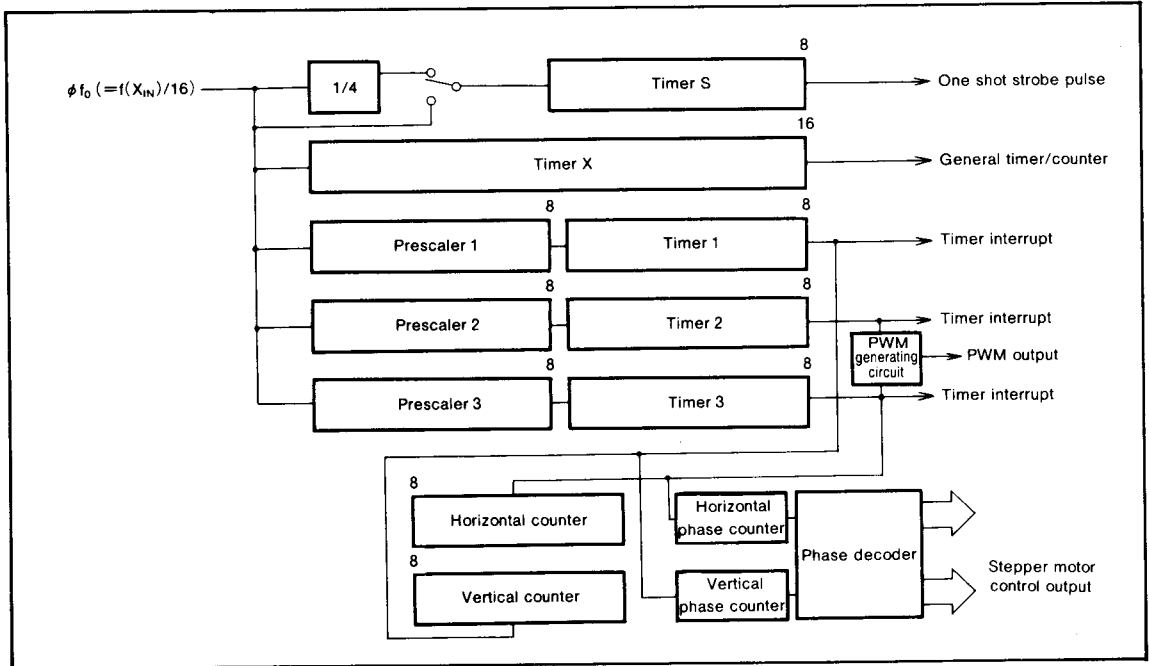 8
φf₀ (=f(X_IN)/16)
1/4
Timer S
One shot strobe pulse
16
Timer X
General timer/counter
8
8
Prescaler 1
Timer 1
Timer interrupt
8
8
Prescaler 2
Timer 2
Timer interrupt
PWM
generating
circuit
PWM output
8
8
Prescaler 3
Timer 3
Timer interrupt
8
Horizontal counter
Horizontal
phase counter
Phase decoder
8
Vertical counter
Vertical
phase counter
Stepper motor
control output